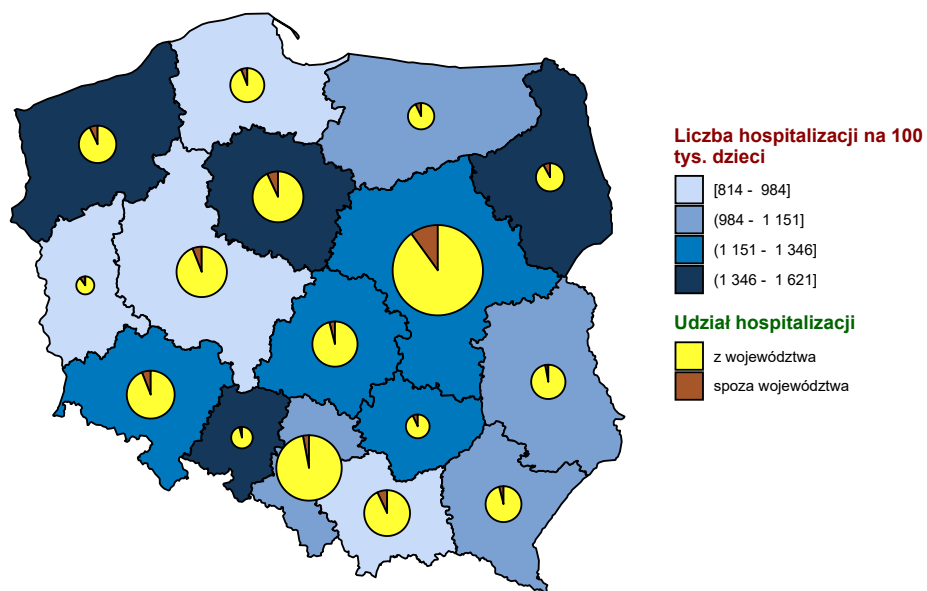 Liczba hospitalizacji na 100
tys. dzieci
[814 - 984]
(984 - 1 151]
(1 151 - 1 346]
(1 346 - 1 621]
Udział hospitalizacji
z województwa
spoza województwa